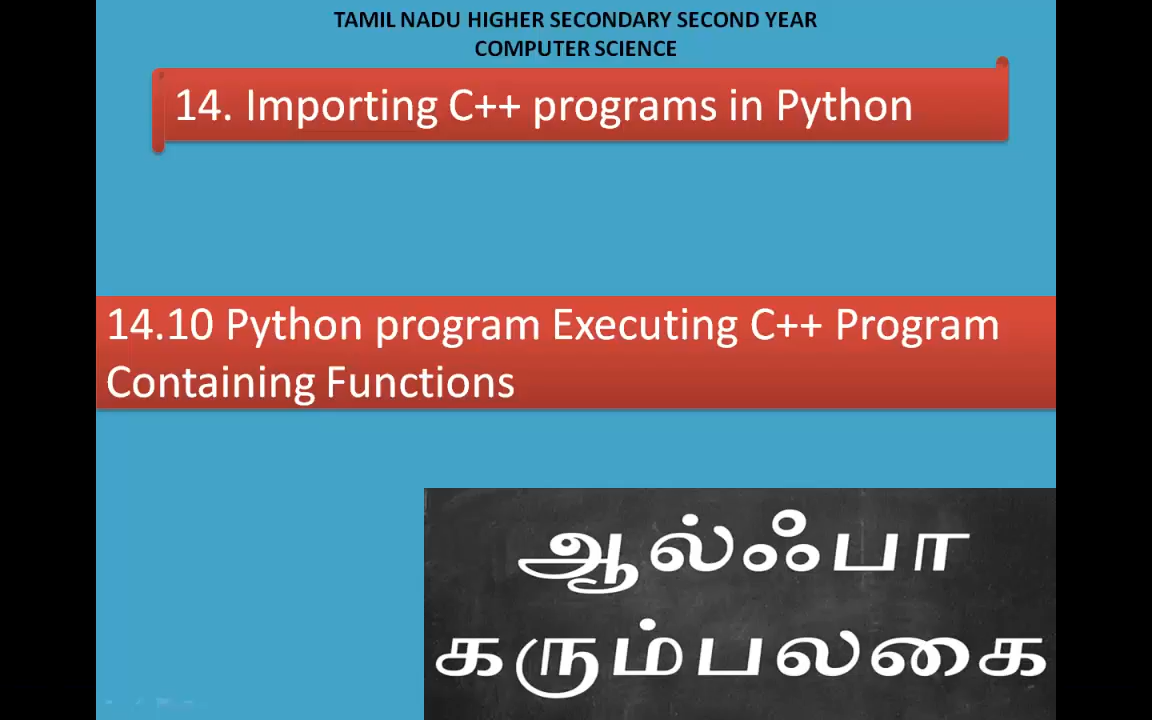 TAMIL NADU HIGHER SECONDARY SECOND YEAR
COMPUTER SCIENCE
14. Importing C++ programs in Python
14.10 Python program Executing C++ Program
Containing Functions
ஆல்ஃபா
கரும்பலகை